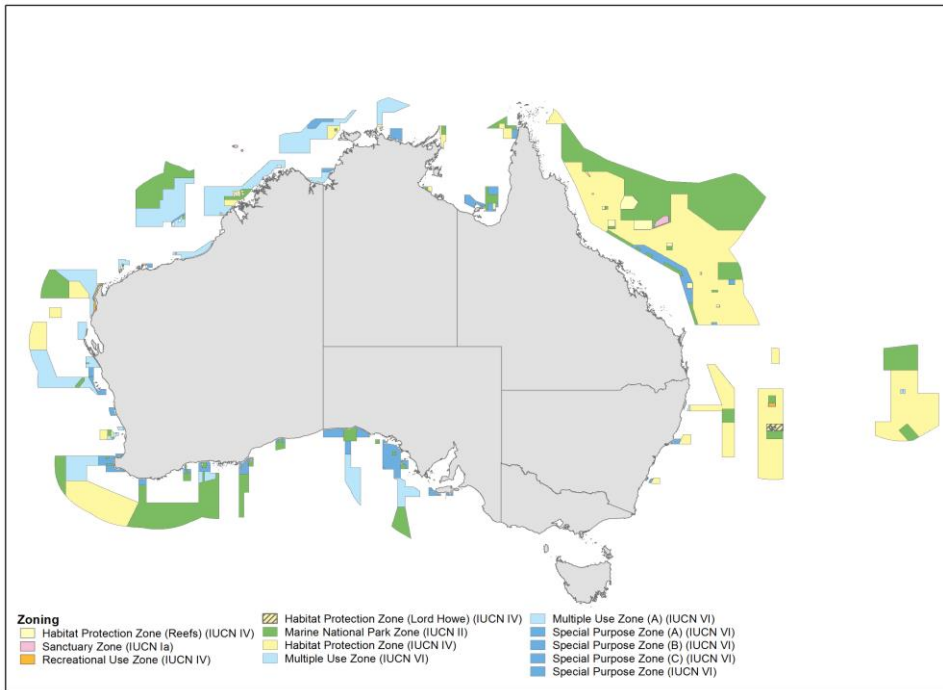 Zoning
Habitat Protection Zone (Reefs) (IUCN IV)
Sanctuary Zone (IUCN Ia)
Recreational Use Zone (IUCN IV)
Habitat Protection Zone (Lord Howe) (IUCN IV)
Marine National Park Zone (IUCN II)
Habitat Protection Zone (IUCN IV)
Multiple Use Zone (IUCN VI)
Multiple Use Zone (A) (IUCN VI)
Special Purpose Zone (A) (IUCN VI)
Special Purpose Zone (B) (IUCN VI)
Special Purpose Zone (C) (IUCN VI)
Special Purpose Zone (IUCN VI)